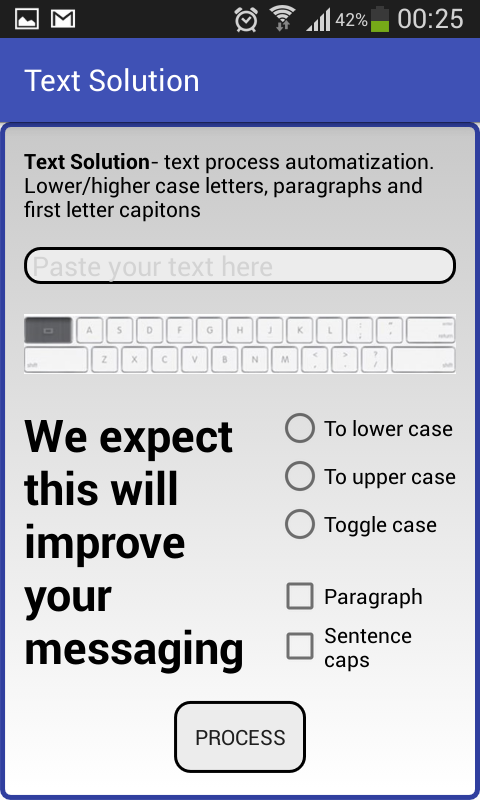 42% 00:25
Text Solution
Text Solution- text process automatization.
Lower/higher case letters, paragraphs and
first letter capitons
Paste your text here
A S D F G H J K L : ; " ' return
shift Z X C V B N M < , > . ? / shift
We expect
this will
improve
your
messaging
To lower case
To upper case
Toggle case
Paragraph
Sentence
caps
PROCESS